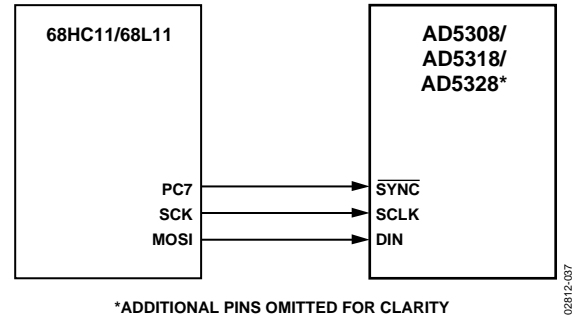 68HC11/68L11
AD5308/
AD5318/
AD5328*
PC7
SYNC
SCK
SCLK
MOSI
DIN
*ADDITIONAL PINS OMITTED FOR CLARITY
02812-037